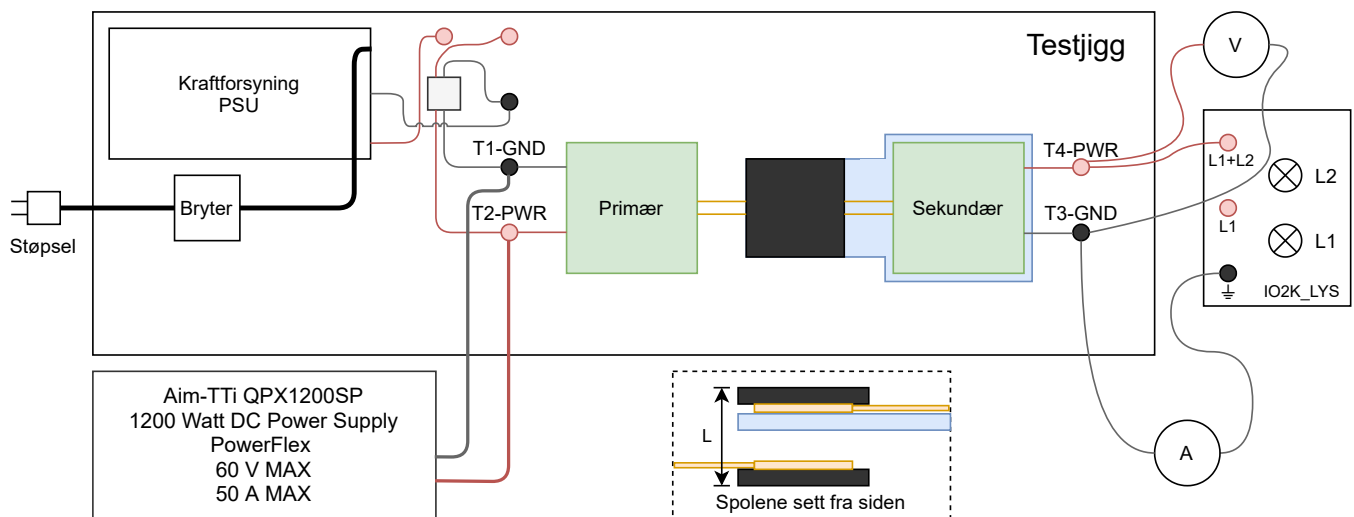 Testjigg
Kraftforsyning
PSU
T1-GND
T2-PWR
Bryter
Støpsel
Primær
Sekundær
T4-PWR
T3-GND
V
L1+L2
L1
L2
L1
IO2K_LYS
Aim-TTi QPX1200SP
1200 Watt DC Power Supply
PowerFlex
60 V MAX
50 A MAX
L
Spolene sett fra siden
A